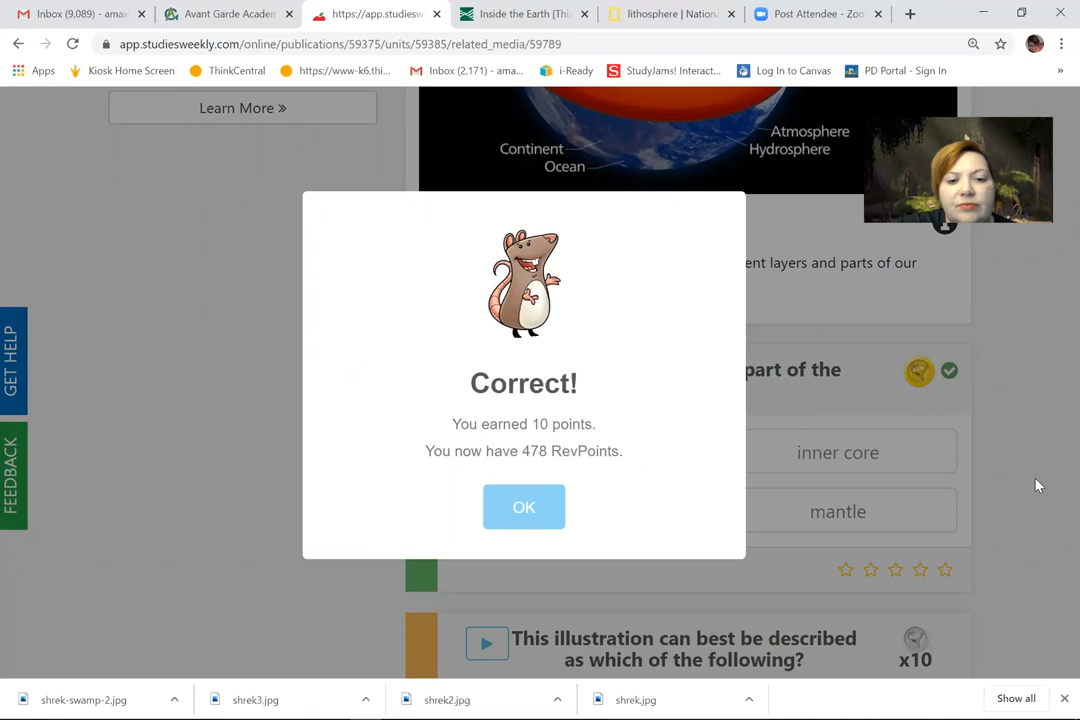 Inbox (9,089) - amax
Avant Garde Academ
https://app.studiesw
Inside the Earth [Thi
lithosphere | Nation
Post Attendee - Zoo
app.studiesweekly.com/online/publications/59375/units/59385/related_media/59789
Apps
Kiosk Home Screen
ThinkCentral
https://www-k6.thi...
Inbox (2,171) - ama...
i-Ready
StudyJams! Interact...
Log In to Canvas
PD Portal - Sign In
»
Learn More »
Continent
Ocean
Atmosphere
Hydrosphere
ent layers and parts of our
GET HELP
FEEDBACK
Correct!
You earned 10 points.
You now have 478 RevPoints.
OK
part of the
inner core
mantle
This illustration can best be described
as which of the following?
x10
shrek-swamp-2.jpg
shrek3.jpg
shrek2.jpg
shrek.jpg
Show all